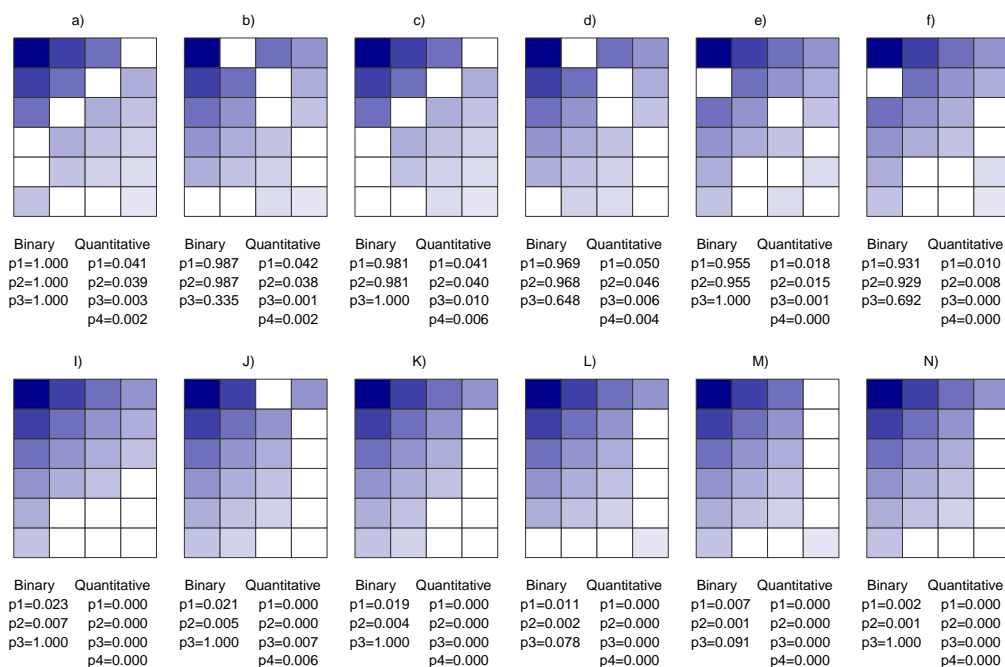 a) b) c) d) e) f)
Binary Quantitative Binary Quantitative Binary Quantitative Binary Quantitative Binary Quantitative Binary Quantitative
p1=1.000 p1=0.041 p1=0.987 p1=0.042 p1=0.981 p1=0.041 p1=0.969 p1=0.050 p1=0.955 p1=0.018 p1=0.931 p1=0.010
p2=1.000 p2=0.039 p2=0.987 p2=0.038 p2=0.981 p2=0.040 p2=0.968 p2=0.046 p2=0.955 p2=0.015 p2=0.929 p2=0.008
p3=1.000 p3=0.003 p3=0.335 p3=0.001 p3=1.000 p3=0.010 p3=0.648 p3=0.006 p3=1.000 p3=0.001 p3=0.692 p3=0.000
p4=0.002 p4=0.002 p4=0.006 p4=0.004 p4=0.000 p4=0.000
I) J) K) L) M) N)
Binary Quantitative Binary Quantitative Binary Quantitative Binary Quantitative Binary Quantitative Binary Quantitative
p1=0.023 p1=0.000 p1=0.021 p1=0.000 p1=0.019 p1=0.000 p1=0.011 p1=0.000 p1=0.007 p1=0.000 p1=0.002 p1=0.000
p2=0.007 p2=0.000 p2=0.005 p2=0.000 p2=0.004 p2=0.000 p2=0.002 p2=0.000 p2=0.001 p2=0.000 p2=0.001 p2=0.000
p3=1.000 p3=0.000 p3=1.000 p3=0.007 p3=1.000 p3=0.000 p3=0.078 p3=0.000 p3=0.091 p3=0.000 p3=1.000 p3=0.000
p4=0.000 p4=0.006 p4=0.000 p4=0.000 p4=0.000 p4=0.000